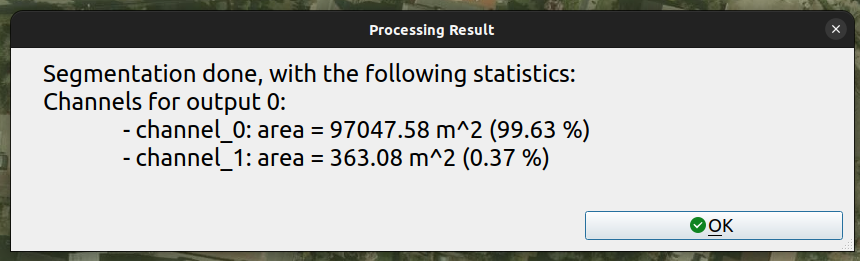 Processing Result
Segmentation done, with the following statistics:
Channels for output 0:
- channel_0: area = 97047.58 m^2 (99.63 %)
- channel_1: area = 363.08 m^2 (0.37 %)
OK